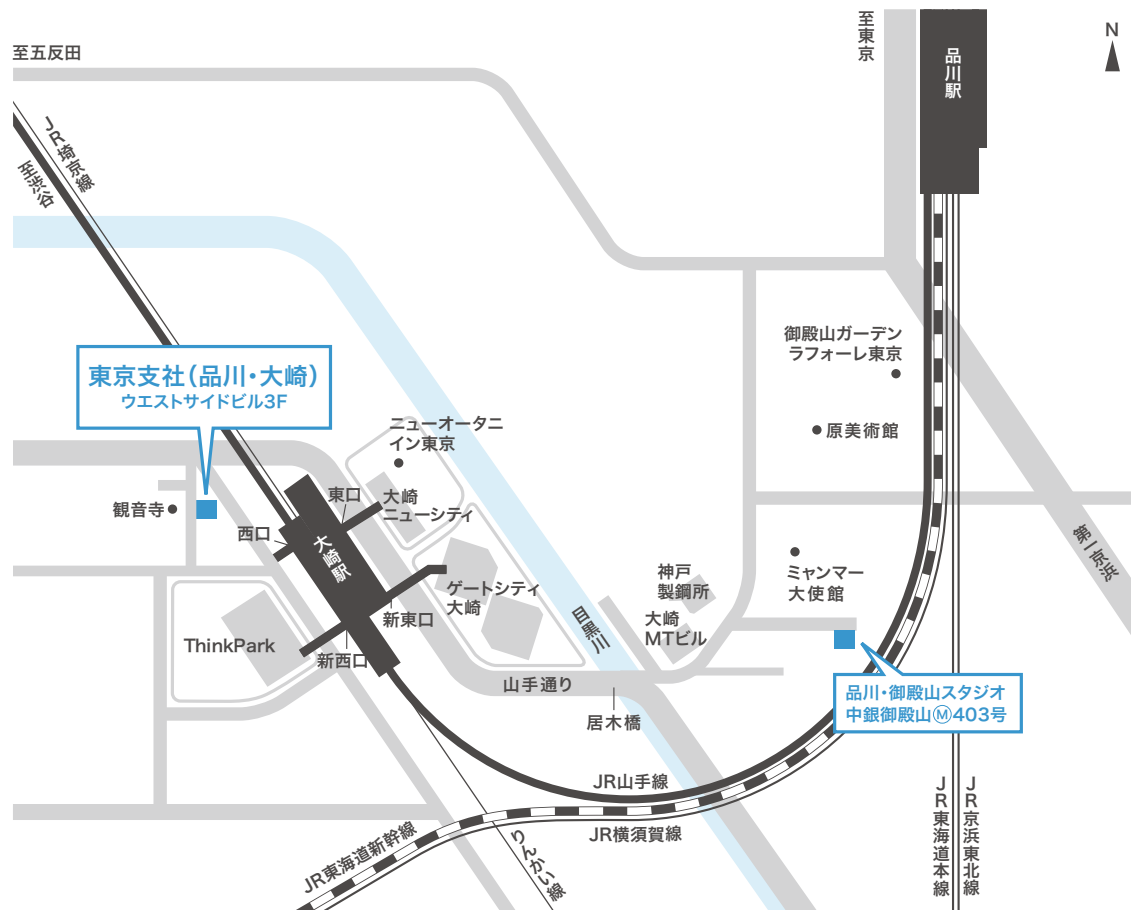 至五反田
至東京
品川駅
N
JR埼京線
至渋谷
東京支社(品川・大崎)
ウエストサイドビル3F
御殿山ガーデン
ラフォーレ東京
原美術館
ニューオータニ
イン東京
東口
大崎
ニューシティ
観音寺
西口
大崎駅
第一京浜
ミャンマー
大使館
神戸
製鋼所
ゲートシティ
大崎
新東口
目黒川
大崎
MTビル
ThinkPark
新西口
山手通り
品川・御殿山スタジオ
中銀御殿山Ⓜ403号
居木橋
JR山手線
JR横須賀線
JR東海道新幹線
りんかい線
JR東海道本線
JR京浜東北線